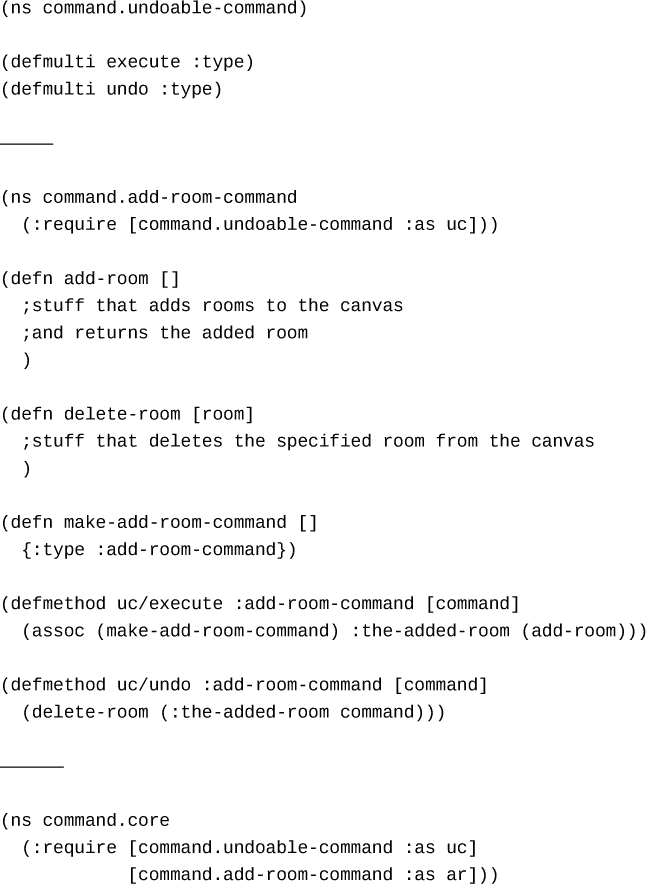 (ns command.undoable-command)
(defmulti execute :type)
(defmulti undo :type)
(ns command.add-room-command
  (:require [command.undoable-command :as uc]))
(defn add-room []
  ;stuff that adds rooms to the canvas
  ;and returns the added room
  )
(defn delete-room [room]
  ;stuff that deletes the specified room from the canvas
  )
(defn make-add-room-command []
  {:type :add-room-command})
(defmethod uc/execute :add-room-command [command]
  (assoc (make-add-room-command) :the-added-room (add-room)))
(defmethod uc/undo :add-room-command [command]
  (delete-room (:the-added-room command)))
(ns command.core
  (:require [command.undoable-command :as uc]
            [command.add-room-command :as ar]))